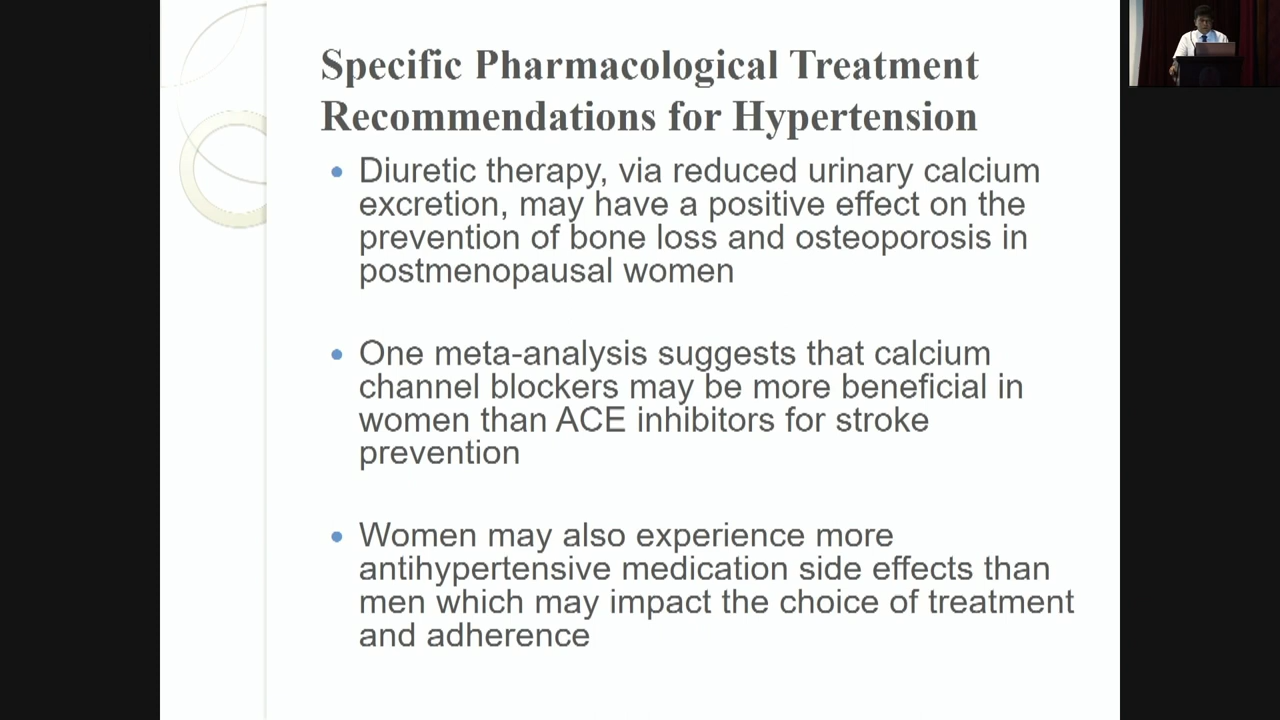 Specific Pharmacological Treatment
Recommendations for Hypertension
• Diuretic therapy, via reduced urinary calcium
excretion, may have a positive effect on the
prevention of bone loss and osteoporosis in
postmenopausal women
• One meta-analysis suggests that calcium
channel blockers may be more beneficial in
women than ACE inhibitors for stroke
prevention
• Women may also experience more
antihypertensive medication side effects than
men which may impact the choice of treatment
and adherence